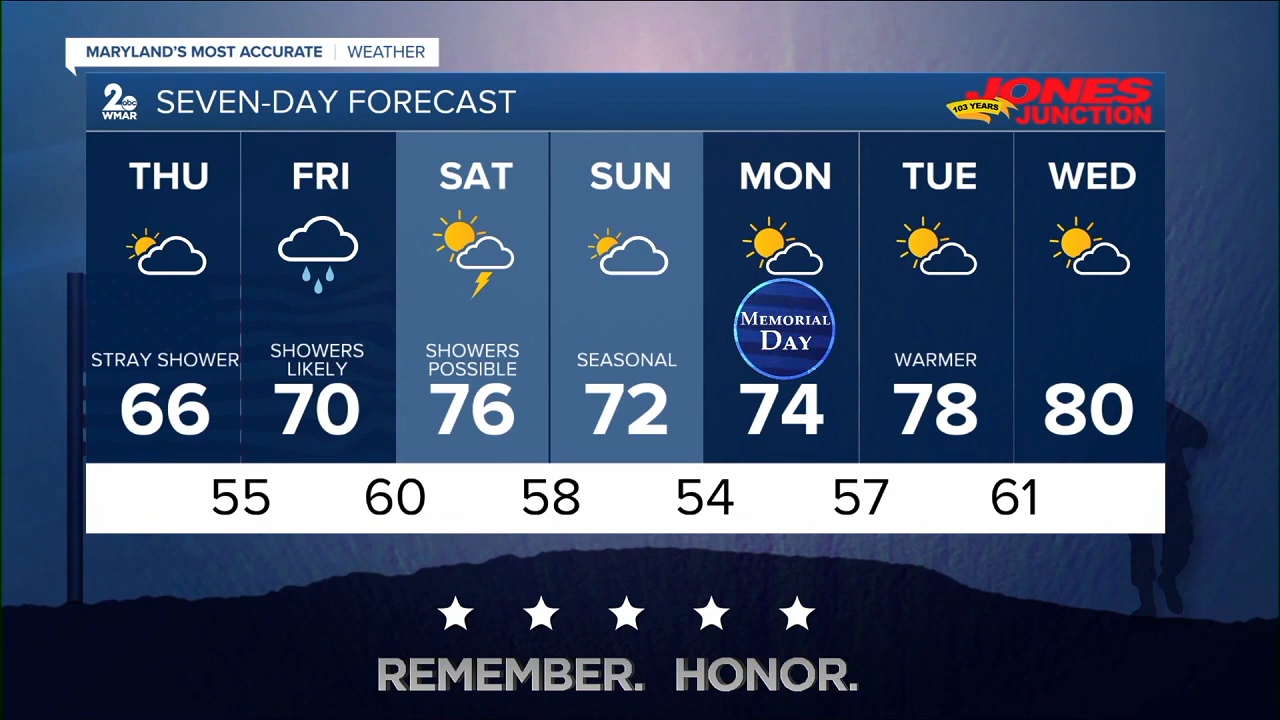 MARYLAND'S MOST ACCURATE | WEATHER
2 abc
WMAR
SEVEN-DAY FORECAST
103 YEARS
JONES
JUNCTION
THU FRI SAT SUN MON TUE WED
MEMORIAL
DAY
STRAY SHOWER
SHOWERS
LIKELY
SHOWERS
POSSIBLE
SEASONAL
WARMER
66 70 76 72 74 78 80
55 60 58 54 57 61
REMEMBER. HONOR.